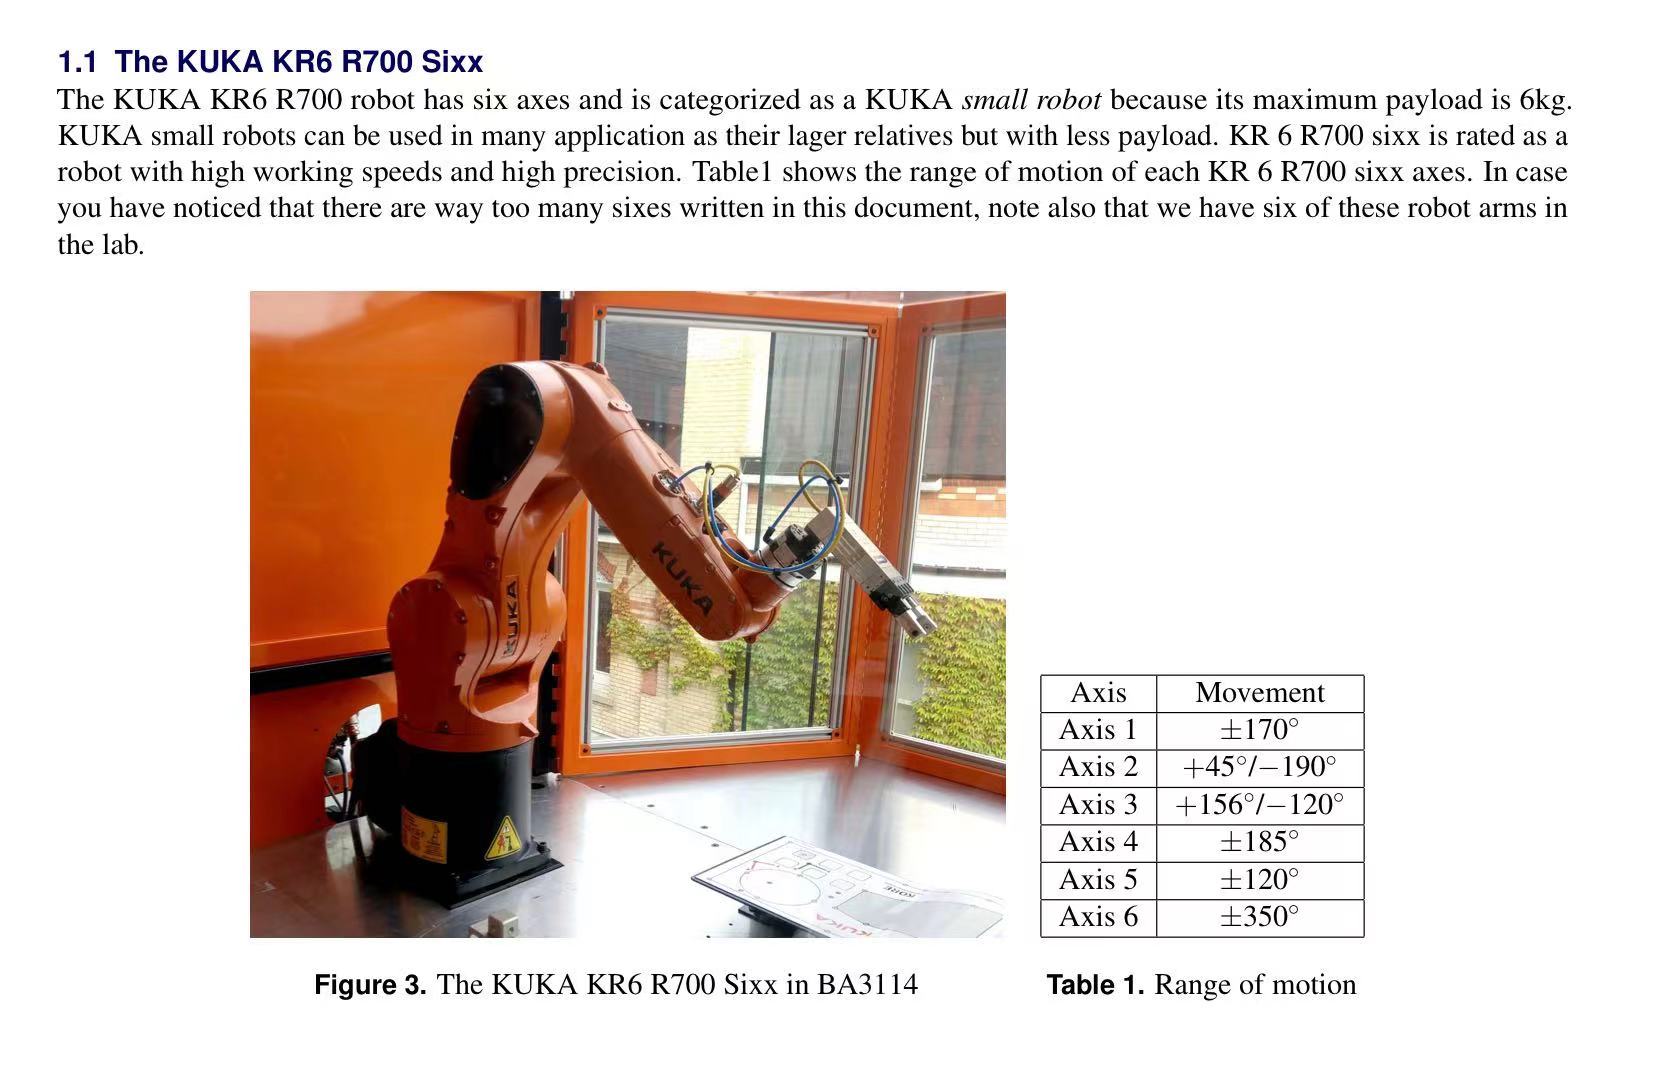 1.1 The KUKA KR6 R700 Sixx
The KUKA KR6 R700 robot has six axes and is categorized as a KUKA small robot because its maximum payload is 6kg.
KUKA small robots can be used in many application as their lager relatives but with less payload. KR 6 R700 sixx is rated as a
robot with high working speeds and high precision. Table1 shows the range of motion of each KR 6 R700 sixx axes. In case
you have noticed that there are way too many sixes written in this document, note also that we have six of these robot arms in
the lab.
KUKA
KUKA
KORE
KUKA
Axis Movement
Axis 1 ±170°
Axis 2 +45°/−190°
Axis 3 +156°/−120°
Axis 4 ±185°
Axis 5 ±120°
Axis 6 ±350°
Figure 3. The KUKA KR6 R700 Sixx in BA3114
Table 1. Range of motion